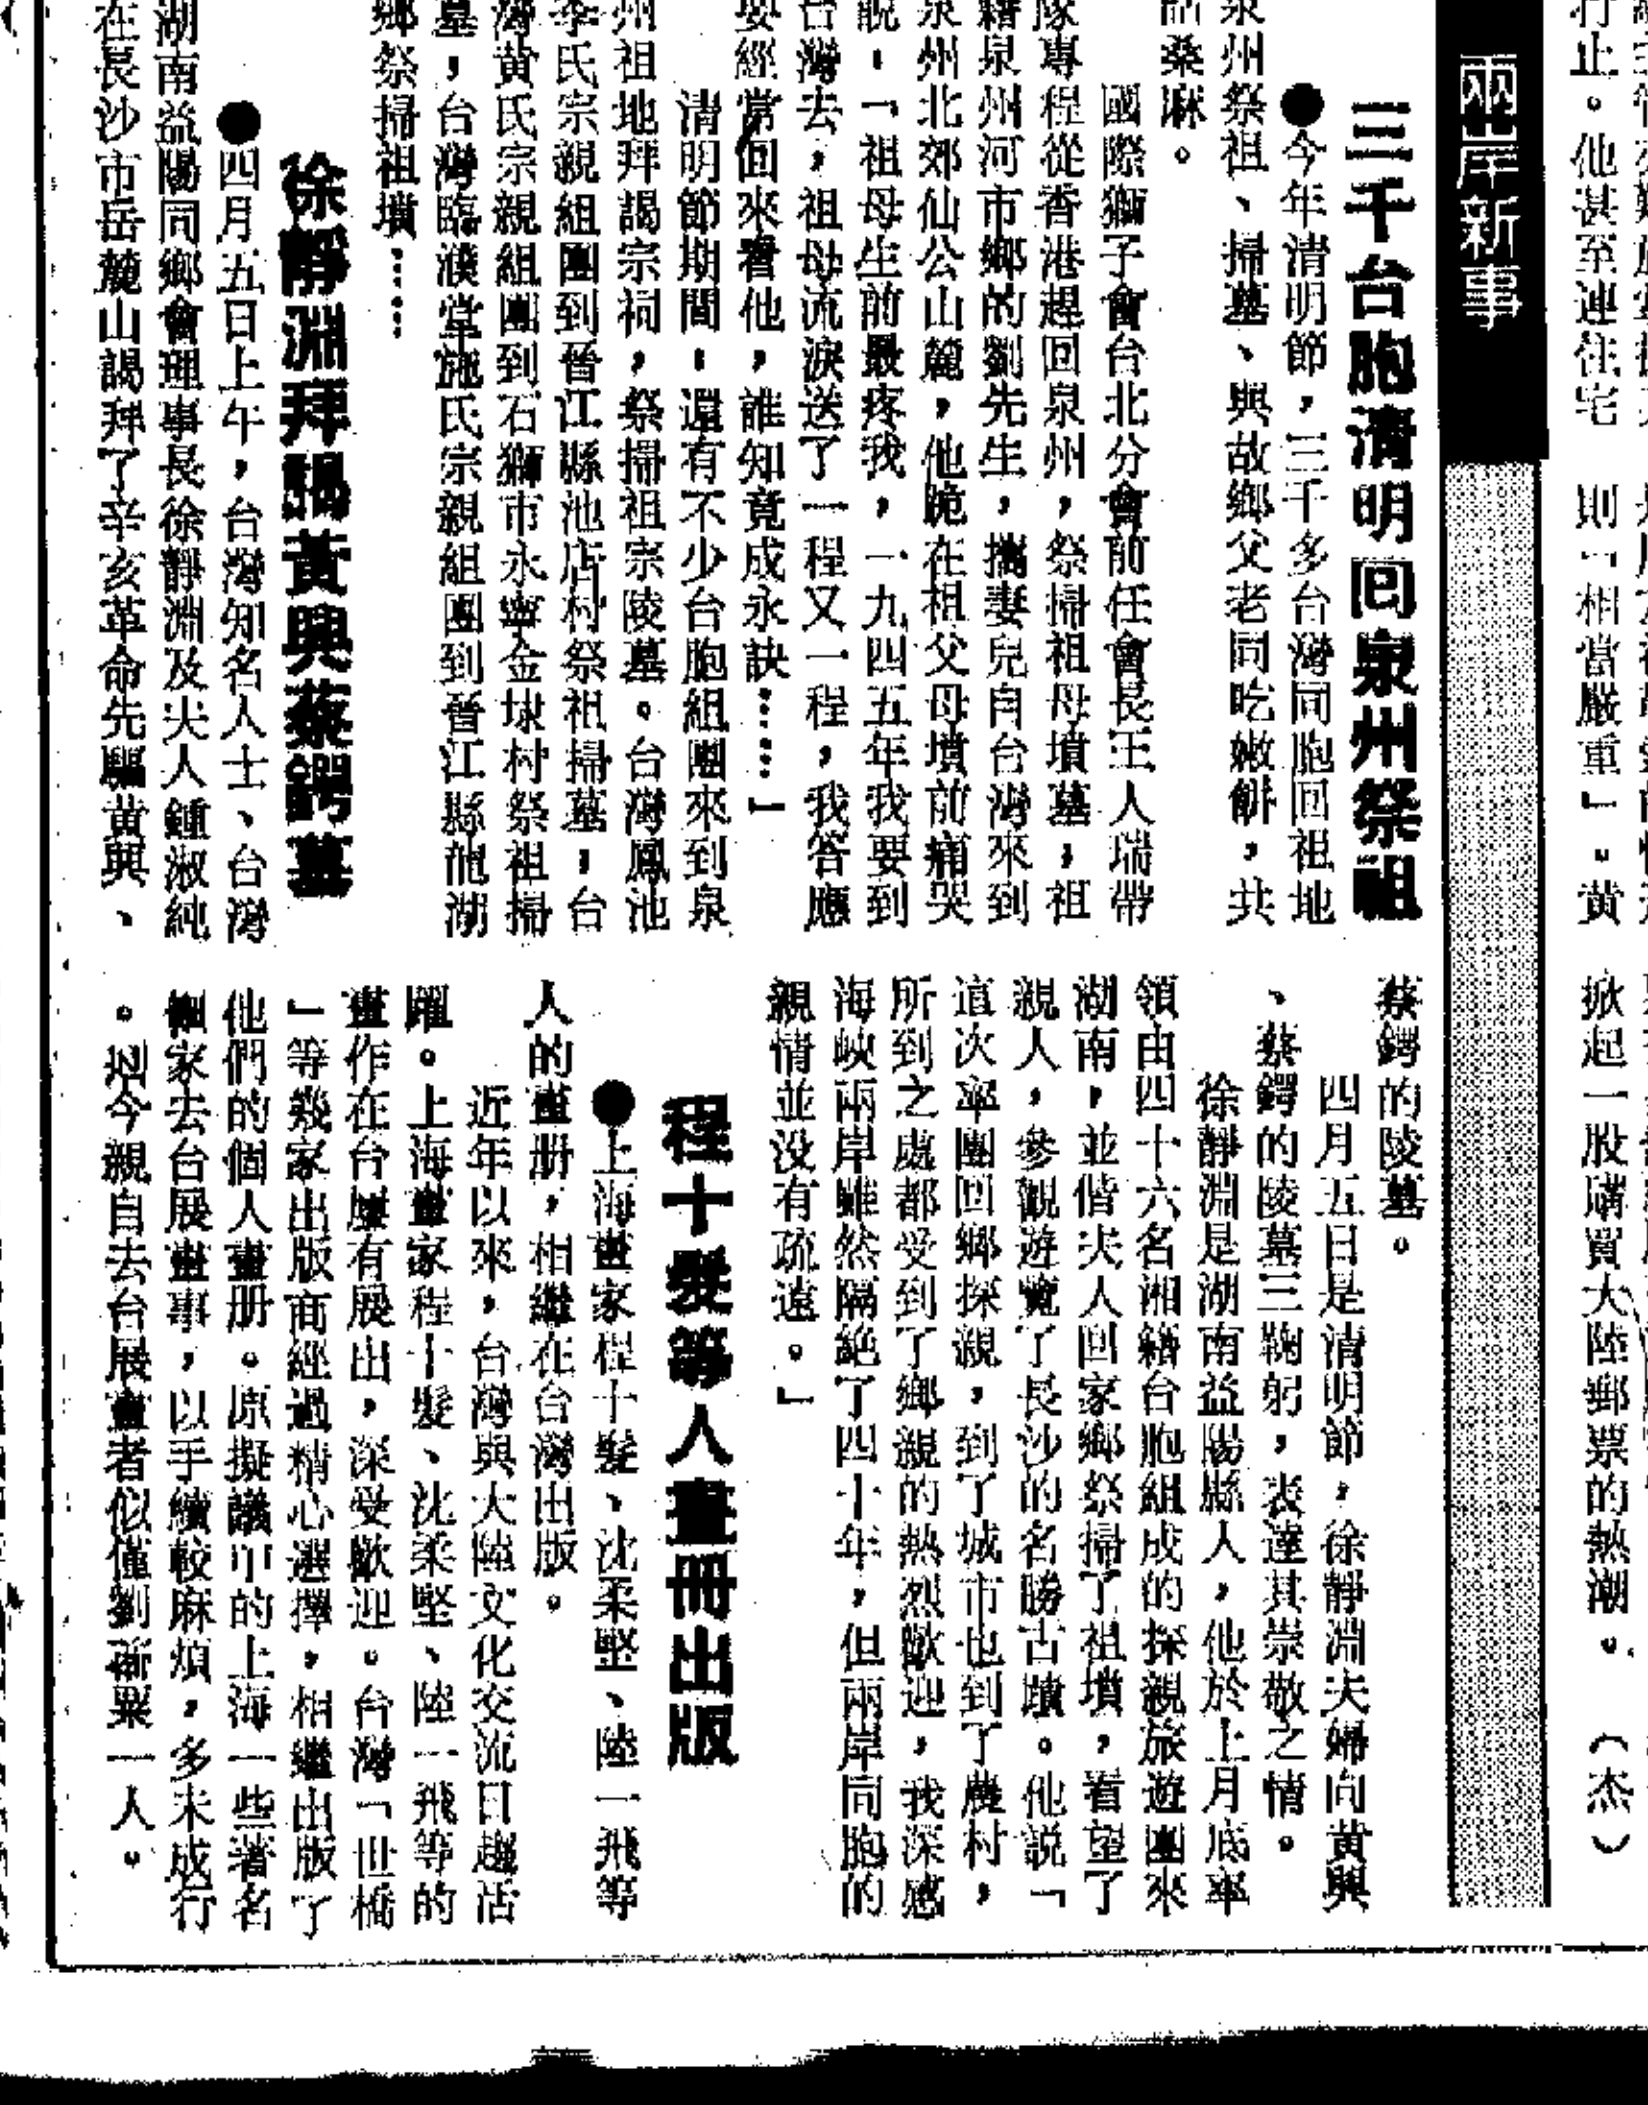 兩岸新事
三千台胞清明回泉州祭祖
●今年清明節，三千多台灣同胞回祖地
泉州祭祖、掃墓、與故鄉父老同吃嫩餅，共
話桑麻。
國際獅子會台北分會前任會長王人瑞帶
隊專程從香港趕回泉州，祭掃祖母墳墓，祖
籍泉州河市鄉的劉先生，攜妻兒自台灣來到
泉州北郊仙公山麓，他跪在祖父母墳前痛哭
說，「祖母生前最疼我，一九四五年我要到
台灣去，祖母流淚送了一程又一程，我答應
要經常回來看他，誰知竟成永訣……」
清明節期間，還有不少台胞組團來到泉
州祖地拜謁宗祠，祭掃祖宗陵墓。台灣鳳池
李氏宗親組團到晉江縣池店村祭祖掃墓，台
灣黃氏宗親組團到石獅市永寧金埭村祭祖掃
墓，台灣臨濮堂施氏宗親組團到晉江縣衙湖
鄉祭掃祖墳……
徐靜淵拜謁黃興蔡鍔墓
●四月五日上午，台灣知名人士、台灣
湖南益陽同鄉會理事長徐靜淵及夫人鍾淑純
在長沙市岳麓山謁拜了辛亥革命先驅黃興、
蔡鍔的陵墓。
四月五日是清明節，徐靜淵夫婦向黃興
、蔡鍔的陵墓三鞠躬，表達其崇敬之情。
徐靜淵是湖南益陽縣人，他於上月底率
領由四十六名湘籍台胞組成的探親旅遊團來
湖南，並偕夫人回家鄉祭掃了祖墳，看望了
親人，參觀遊覽了長沙的名勝古蹟。他説「
這次率團回鄉探親，到了城市也到了農村，
所到之處都受到了鄉親的熱烈歡迎，我深感
海峽兩岸雖然隔絕了四十年，但兩岸同胞的
親情並没有疏遠。」
程十髮等人畫冊出版
●上海畫家程十髮、沈柔堅、陸一飛等
人的畫册，相繼在台灣出版。
近年以來，台灣與大陸文化交流日趨活
躍。上海畫家程十髮、沈柔堅、陸一飛等的
畫作在台屢有展出，深受歡迎。台灣「世橋
」等幾家出版商經過精心選擇，相繼出版了
他們的個人畫册。原擬議中的上海一些著名
畫家去台展畫事，以手續較麻煩，多未成行
。到今親自去台展畫者似僅劉海粟一人。
行止。他甚至連住宅
則「相當嚴重」。黃
掀起一股購買大陸郵票的熱潮。（杰）